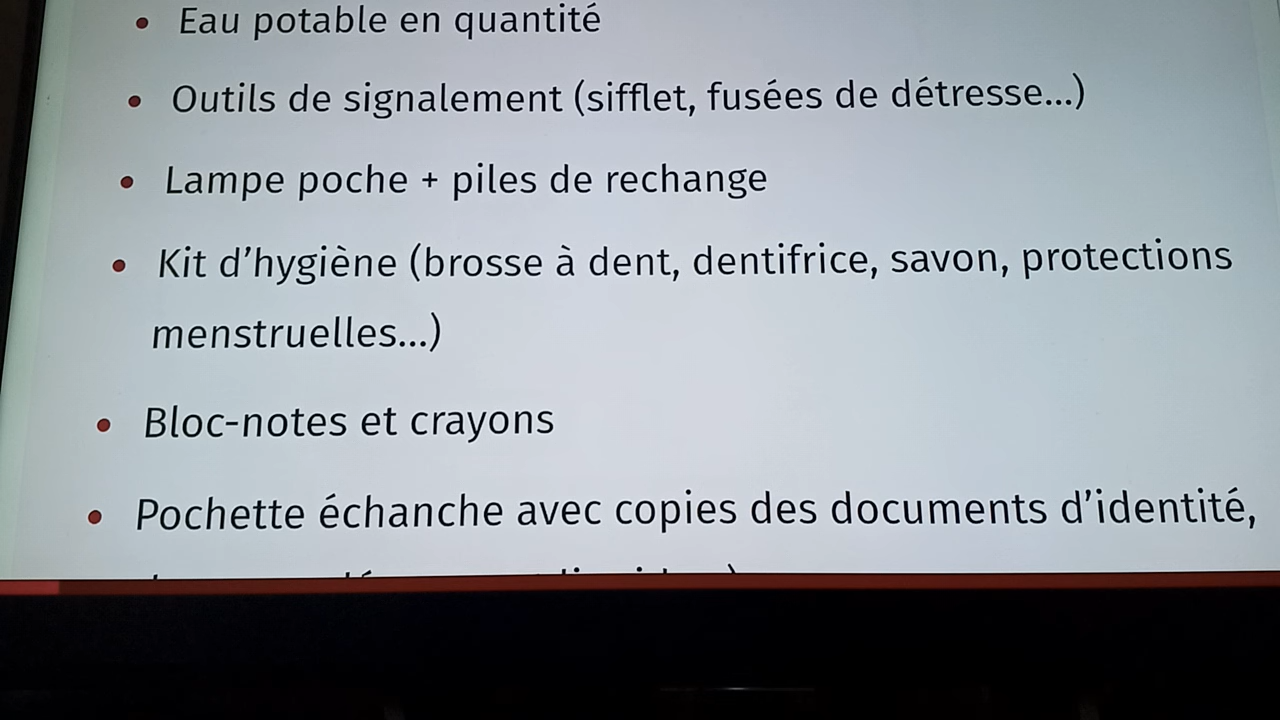 • Eau potable en quantité
• Outils de signalement (sifflet, fusées de détresse...)
• Lampe poche + piles de rechange
• Kit d’hygiène (brosse à dent, dentifrice, savon, protections
menstruelles...)
• Bloc-notes et crayons
• Pochette échanche avec copies des documents d’identité,